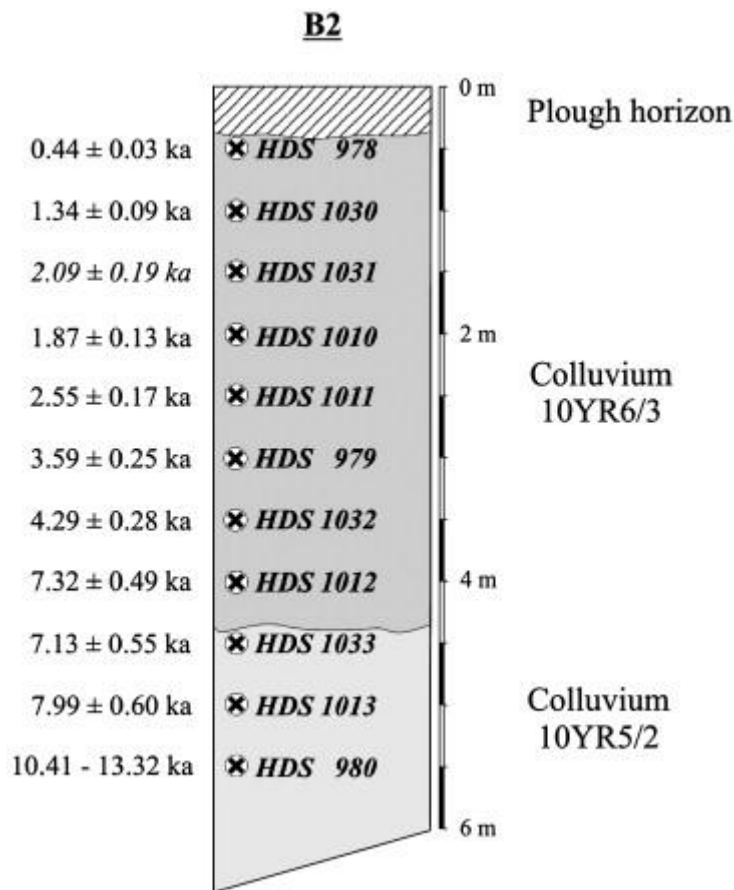 B2
0 m
Plough horizon
0.44 ± 0.03 ka HDS 978
1.34 ± 0.09 ka HDS 1030
2.09 ± 0.19 ka HDS 1031
1.87 ± 0.13 ka HDS 1010
2 m
2.55 ± 0.17 ka HDS 1011
Colluvium
10YR6/3
3.59 ± 0.25 ka HDS 979
4.29 ± 0.28 ka HDS 1032
7.32 ± 0.49 ka HDS 1012
4 m
7.13 ± 0.55 ka HDS 1033
7.99 ± 0.60 ka HDS 1013
Colluvium
10YR5/2
10.41 - 13.32 ka HDS 980
6 m